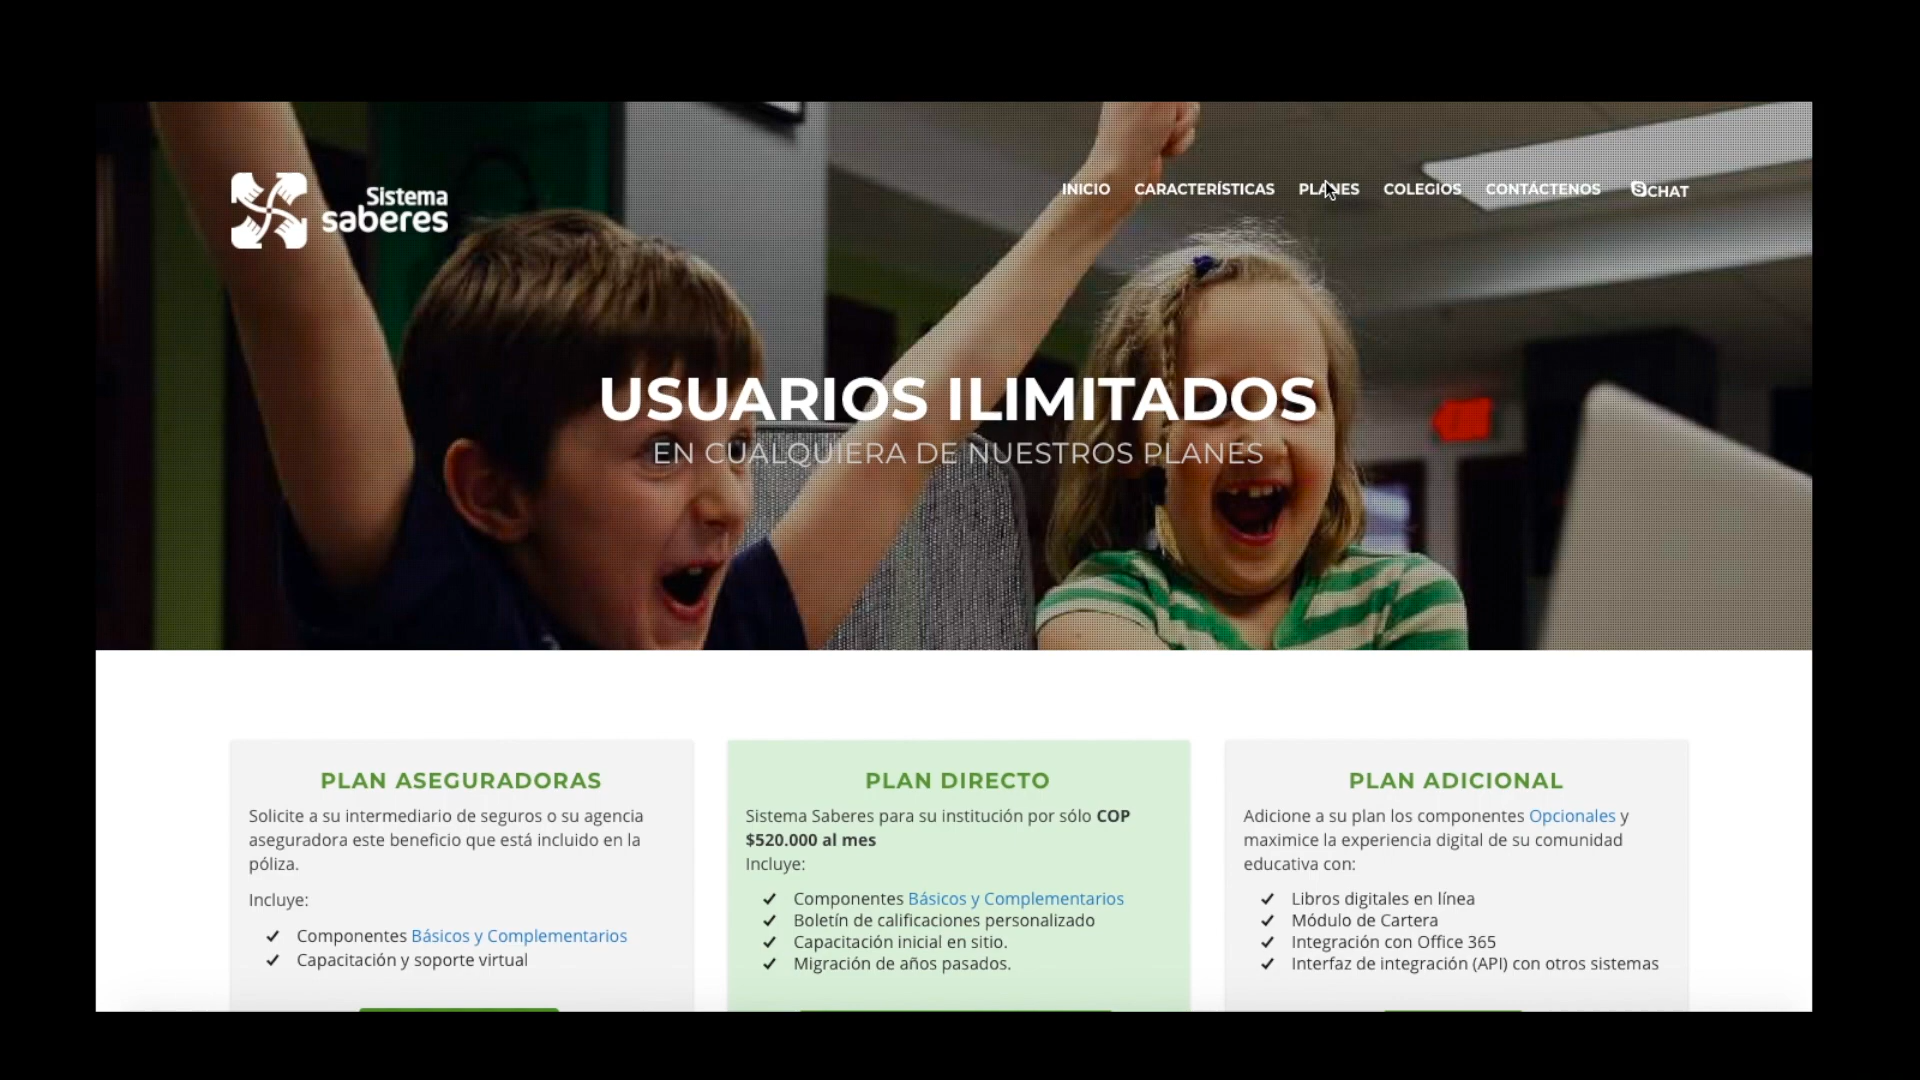 Sistema
saberes
INICIO CARACTERÍSTICAS PLANES COLEGIOS CONTÁCTENOS CHAT
USUARIOS ILIMITADOS
EN CUALQUIERA DE NUESTROS PLANES
PLAN ASEGURADORAS
Solicite a su intermediario de seguros o su agencia
aseguradora este beneficio que está incluido en la
póliza.
Incluye:
Componentes Básicos y Complementarios
Capacitación y soporte virtual
PLAN DIRECTO
Sistema Saberes para su institución por sólo COP
$520.000 al mes
Incluye:
Componentes Básicos y Complementarios
Boletín de calificaciones personalizado
Capacitación inicial en sitio.
Migración de años pasados.
PLAN ADICIONAL
Adicione a su plan los componentes Opcionales y
maximice la experiencia digital de su comunidad
educativa con:
Libros digitales en línea
Módulo de Cartera
Integración con Office 365
Interfaz de integración (API) con otros sistemas